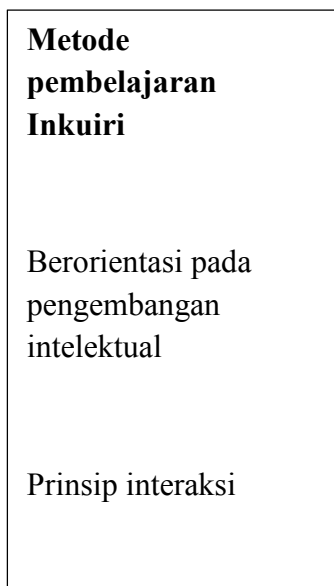 Metode
pembelajaran
Inkuiri
Berorientasi pada
pengembangan
intelektual
Prinsip interaksi